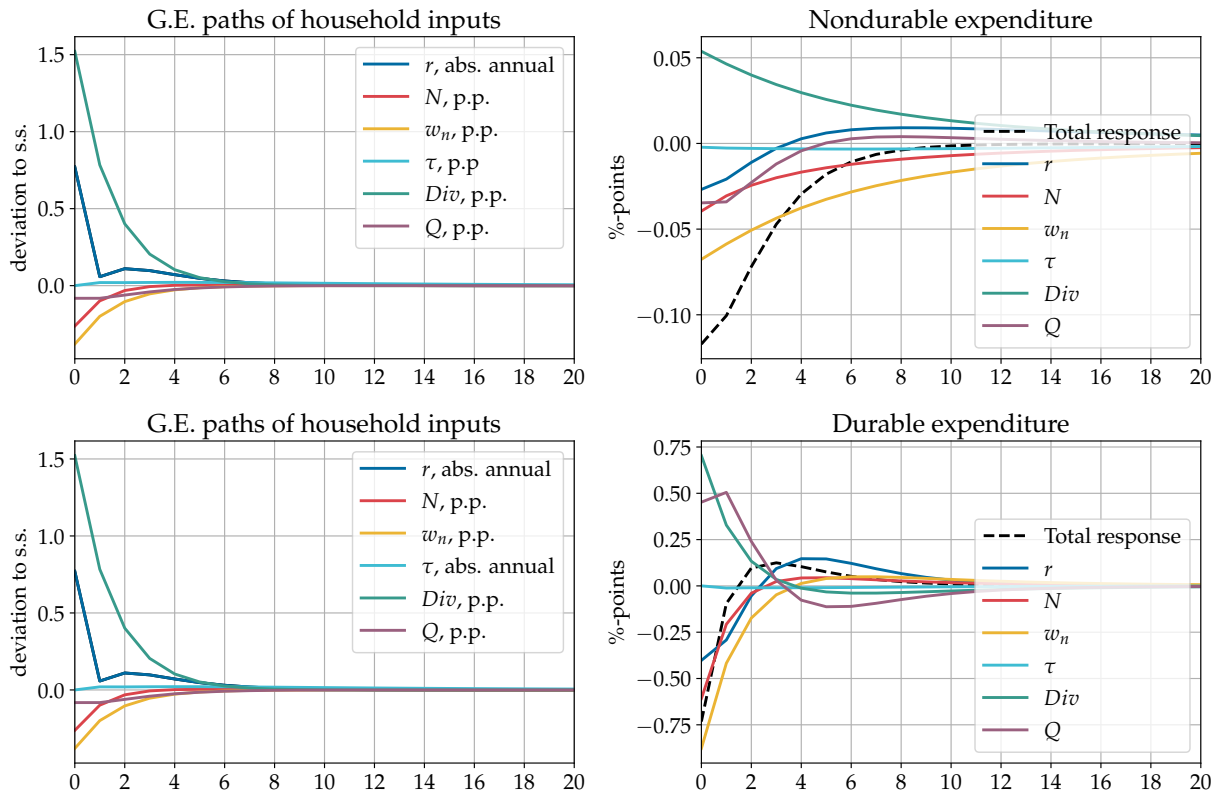 G.E. paths of household inputs
deviation to s.s.
1.5
1.0
0.5
0.0
r, abs. annual
N, p.p.
w_n, p.p.
τ, p.p
Div, p.p.
Q, p.p.
0 2 4 6 8 10 12 14 16 18 20
Nondurable expenditure
%-points
0.05
0.00
−0.05
−0.10
Total response
r
N
w_n
τ
Div
Q
0 2 4 6 8 10 12 14 16 18 20
G.E. paths of household inputs
deviation to s.s.
1.5
1.0
0.5
0.0
r, abs. annual
N, p.p.
w_n, p.p.
τ, abs. annual
Div, p.p.
Q, p.p.
0 2 4 6 8 10 12 14 16 18 20
Durable expenditure
%-points
0.75
0.50
0.25
0.00
−0.25
−0.50
−0.75
Total response
r
N
w_n
τ
Div
Q
0 2 4 6 8 10 12 14 16 18 20